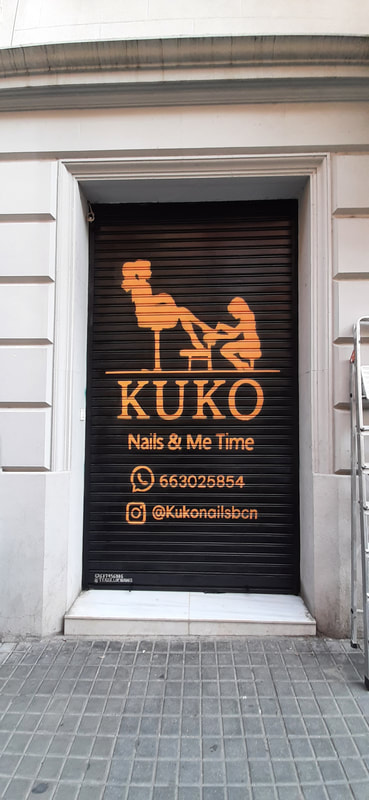 KUKO
Nails & Me Time
663025854
@Kukonailsbcn